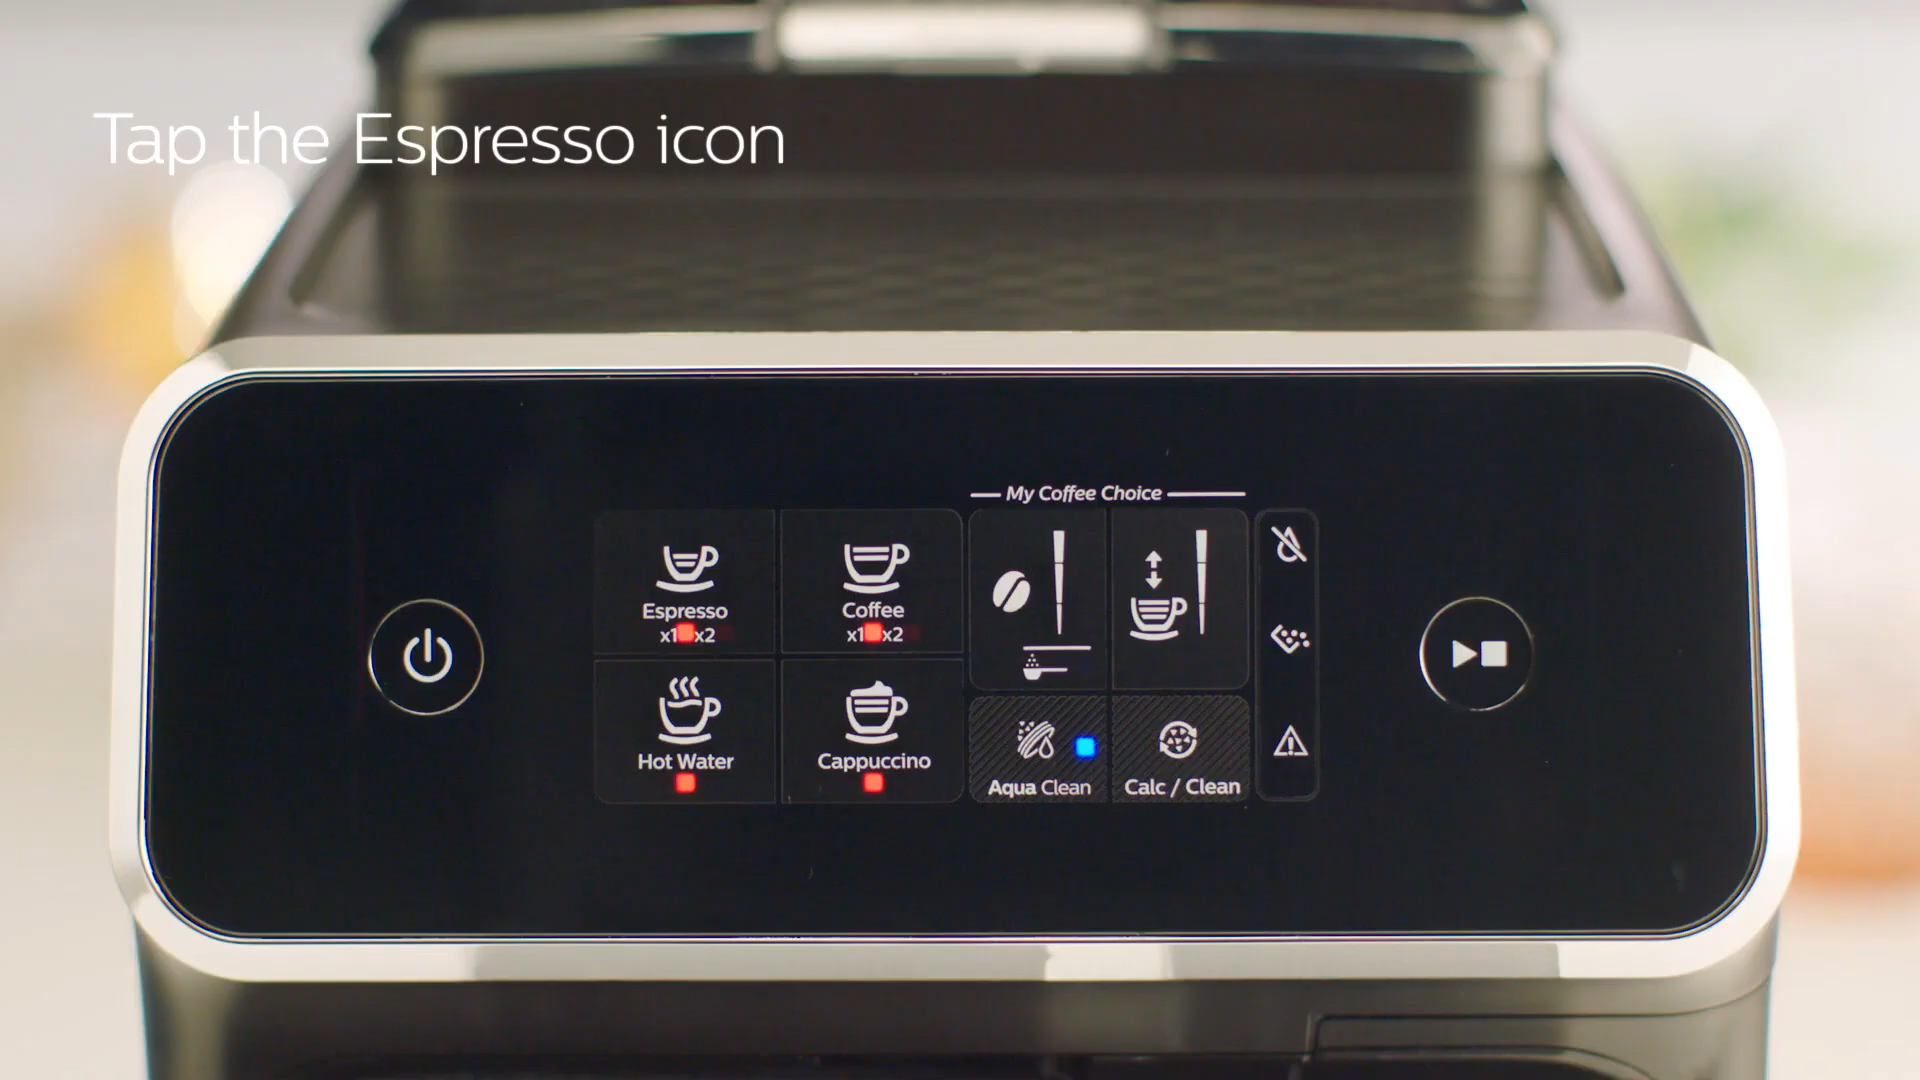 Tap the Espresso icon
My Coffee Choice
Espresso
x1 x2
Coffee
x1 x2
Hot Water
Cappuccino
Aqua Clean
Calc / Clean